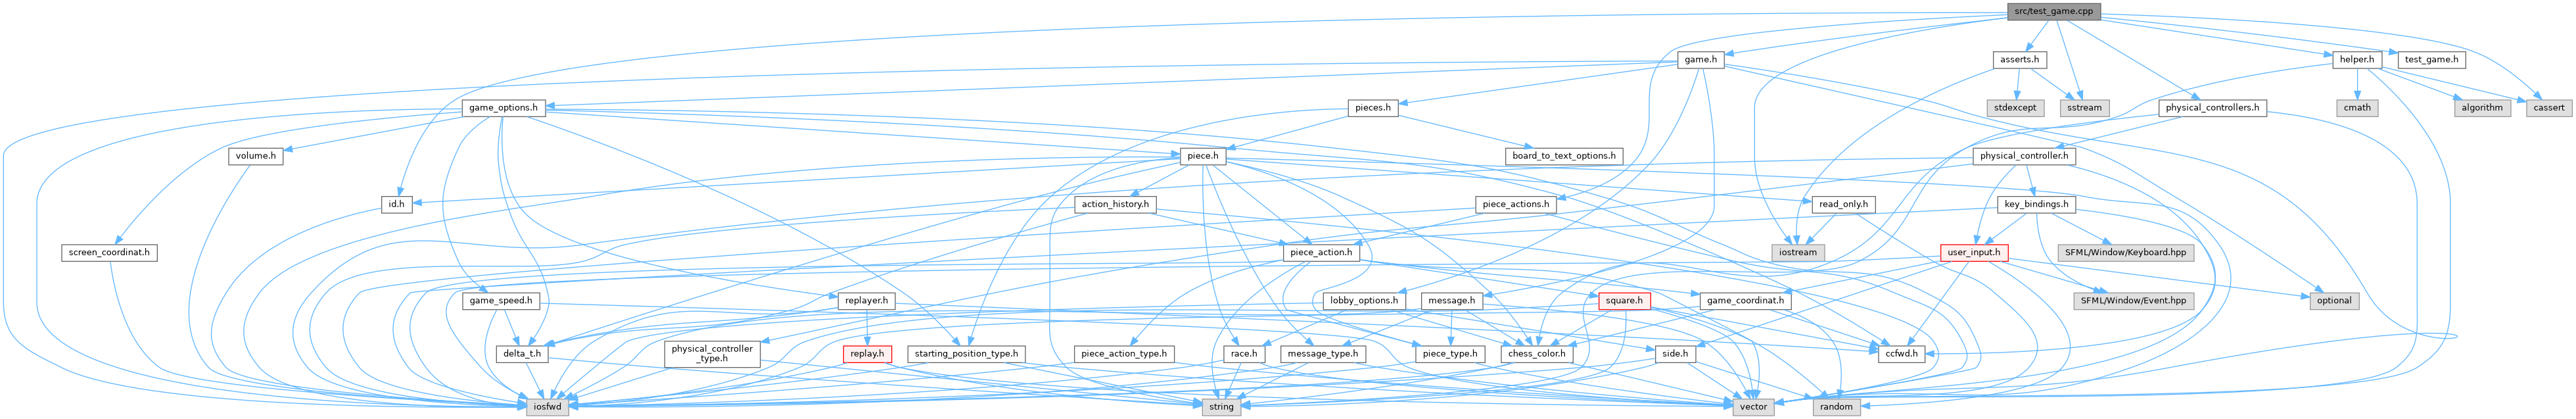 src/test_game.cpp
game.h
asserts.h
helper.h
test_game.h
game_options.h
pieces.h
stdexcept
sstream
physical_controllers.h
cmath
algorithm
cassert
volume.h
piece.h
board_to_text_options.h
physical_controller.h
id.h
action_history.h
piece_actions.h
read_only.h
key_bindings.h
screen_coordinat.h
piece_action.h
iostream
user_input.h
SFML/Window/Keyboard.hpp
game_speed.h
replayer.h
lobby_options.h
message.h
square.h
game_coordinat.h
SFML/Window/Event.hpp
optional
delta_t.h
physical_controller
_type.h
replay.h
starting_position_type.h
piece_action_type.h
race.h
message_type.h
piece_type.h
chess_color.h
side.h
ccfwd.h
iosfwd
string
vector
random